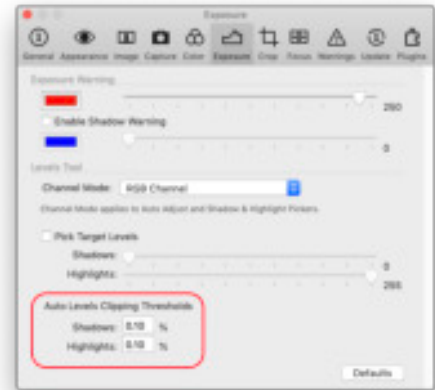 Exposure
General Appearance Image Capture Color Exposure Crop Focus Warnings Update Plugins
Exposure Warning
250
Enable Shadow Warning
0
Levels Tool
Channel Mode: RGB Channel
Channel Mode applies to Auto Adjust and Shadow & Highlight Pickers.
Pick Target Levels
Shadows: 0
Highlights: 255
Auto Levels Clipping Thresholds
Shadows: 0.10 %
Highlights: 0.10 %
Defaults